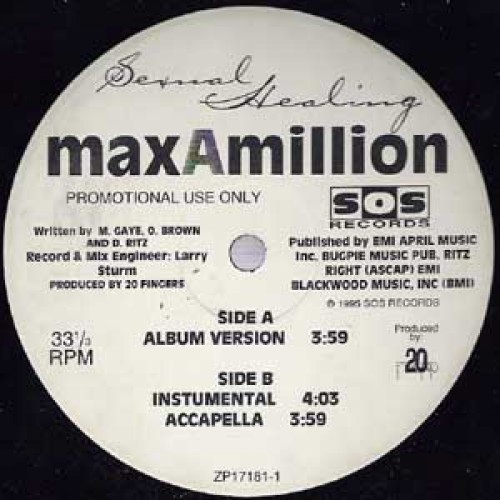 Sexual
Healing
maxAmillion
PROMOTIONAL USE ONLY
SOS
RECORDS
Written by M. GAYE, O. BROWN
AND D. RITZ
Record & Mix Engineer: Larry
Sturm
PRODUCED BY 20 FINGERS
Published by EMI APRIL MUSIC
Inc. BUGPIE MUSIC PUB. RITZ
RIGHT (ASCAP) EMI
BLACKWOOD MUSIC, INC (BMI)
© 1995 SOS RECORDS
33 1/3
RPM
SIDE A
ALBUM VERSION 3:59
SIDE B
INSTUMENTAL 4:03
ACCAPELLA 3:59
Produced
by:
20
ZP17181-1